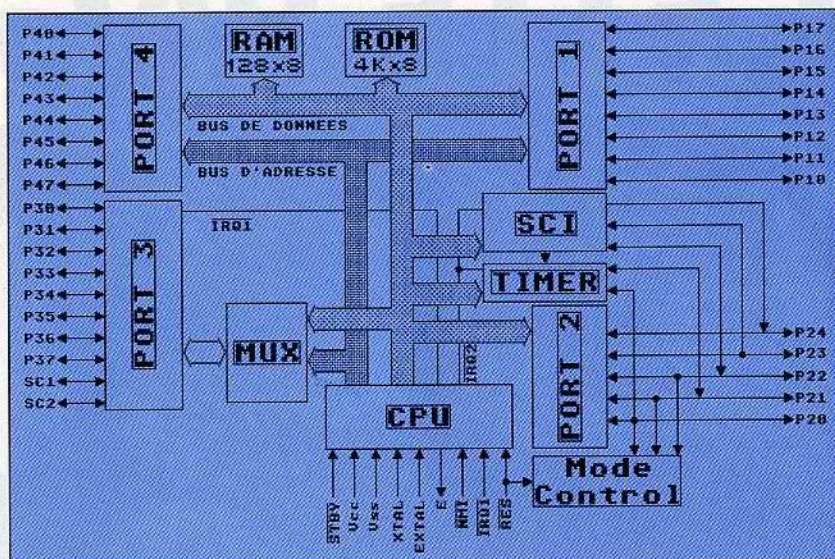 P40
P41
P42
P43
P44
P45
P46
P47
PORT 4
RAM
128x8
ROM
4Kx8
PORT 1
P17
P16
P15
P14
P13
P12
P11
P10
BUS DE DONNEES
BUS D'ADRESSE
P30
P31
P32
P33
P34
P35
P36
P37
SC1
SC2
PORT 3
IRQ1
SCI
TIMER
MUX
IRQ2
PORT 2
P24
P23
P22
P21
P20
CPU
Mode
Control
STBY
Vcc
Vss
XTAL
EXTAL
E
NMI
IRQ1
RES